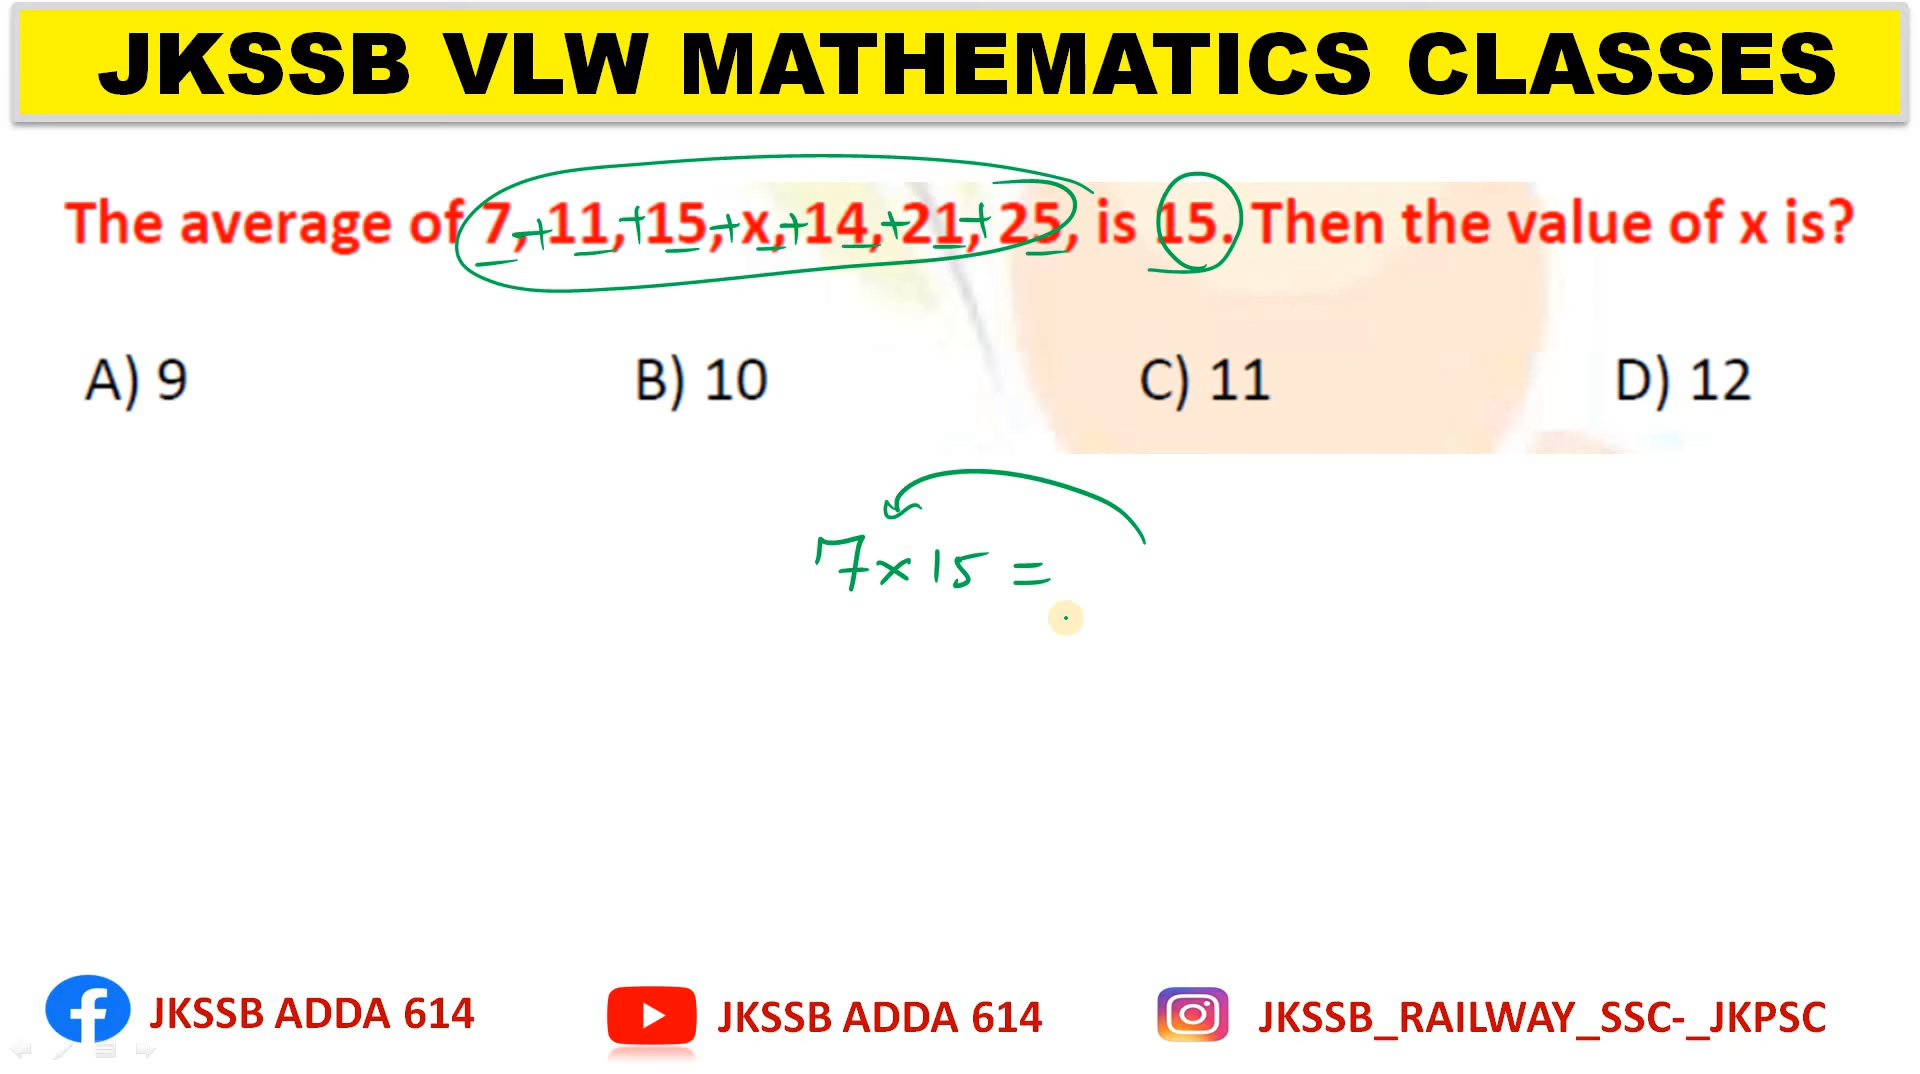 JKSSB VLW MATHEMATICS CLASSES
The average of 7,+11,+15,+x,+14,+21,+25, is 15. Then the value of x is?
A) 9 B) 10 C) 11 D) 12
7 × 15 =
JKSSB ADDA 614 JKSSB ADDA 614 JKSSB_RAILWAY_SSC-_JKPSC